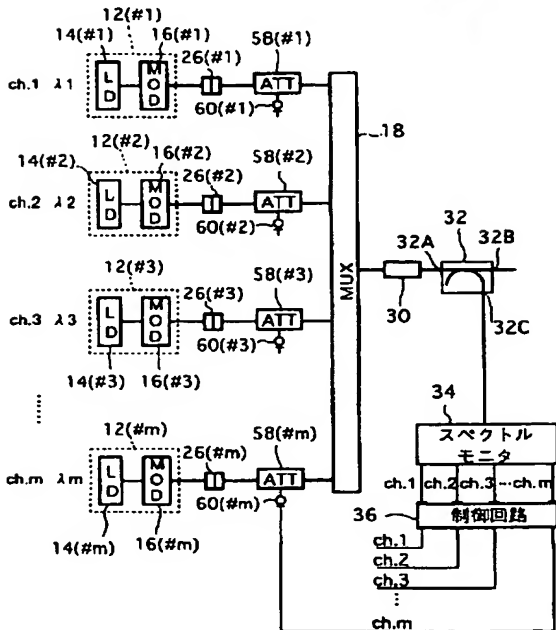 12(#1)
14(#1)
16(#1)
26(#1)
58(#1)
ch.1 λ1
LD
MOD
ATT
60(#1)
18
12(#2)
14(#2)
16(#2)
26(#2)
58(#2)
ch.2 λ2
LD
MOD
ATT
60(#2)
MUX
30
32A
32
32B
32C
12(#3)
26(#3)
58(#3)
ch.3 λ3
LD
MOD
ATT
14(#3)
16(#3)
60(#3)
12(#m)
26(#m)
58(#m)
ch.m λm
LD
MOD
ATT
14(#m)
16(#m)
60(#m)
34
スペクトル
モニタ
ch.1 ch.2 ch.3 …ch.m
36
制御回路
ch.1
ch.2
ch.3
ch.m